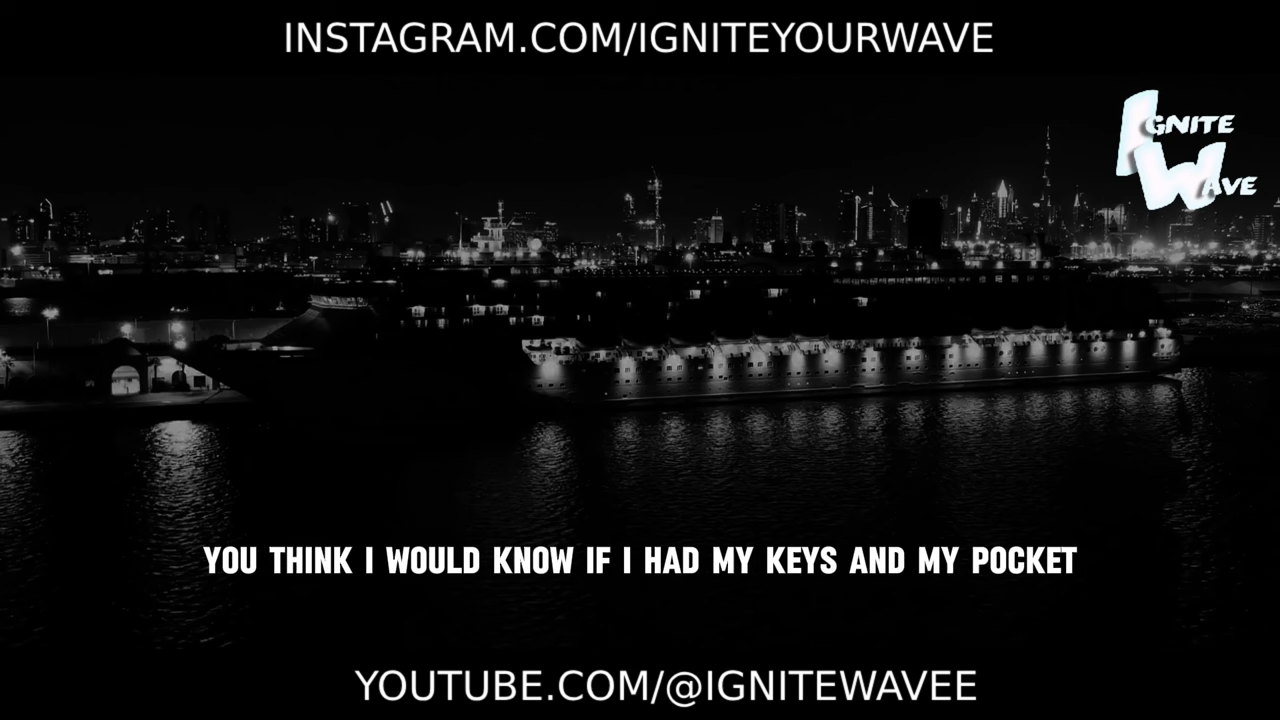 INSTAGRAM.COM/IGNITEYOURWAVE
IGNITE
WAVE
YOU THINK I WOULD KNOW IF I HAD MY KEYS AND MY POCKET
YOUTUBE.COM/@IGNITEWAVEE